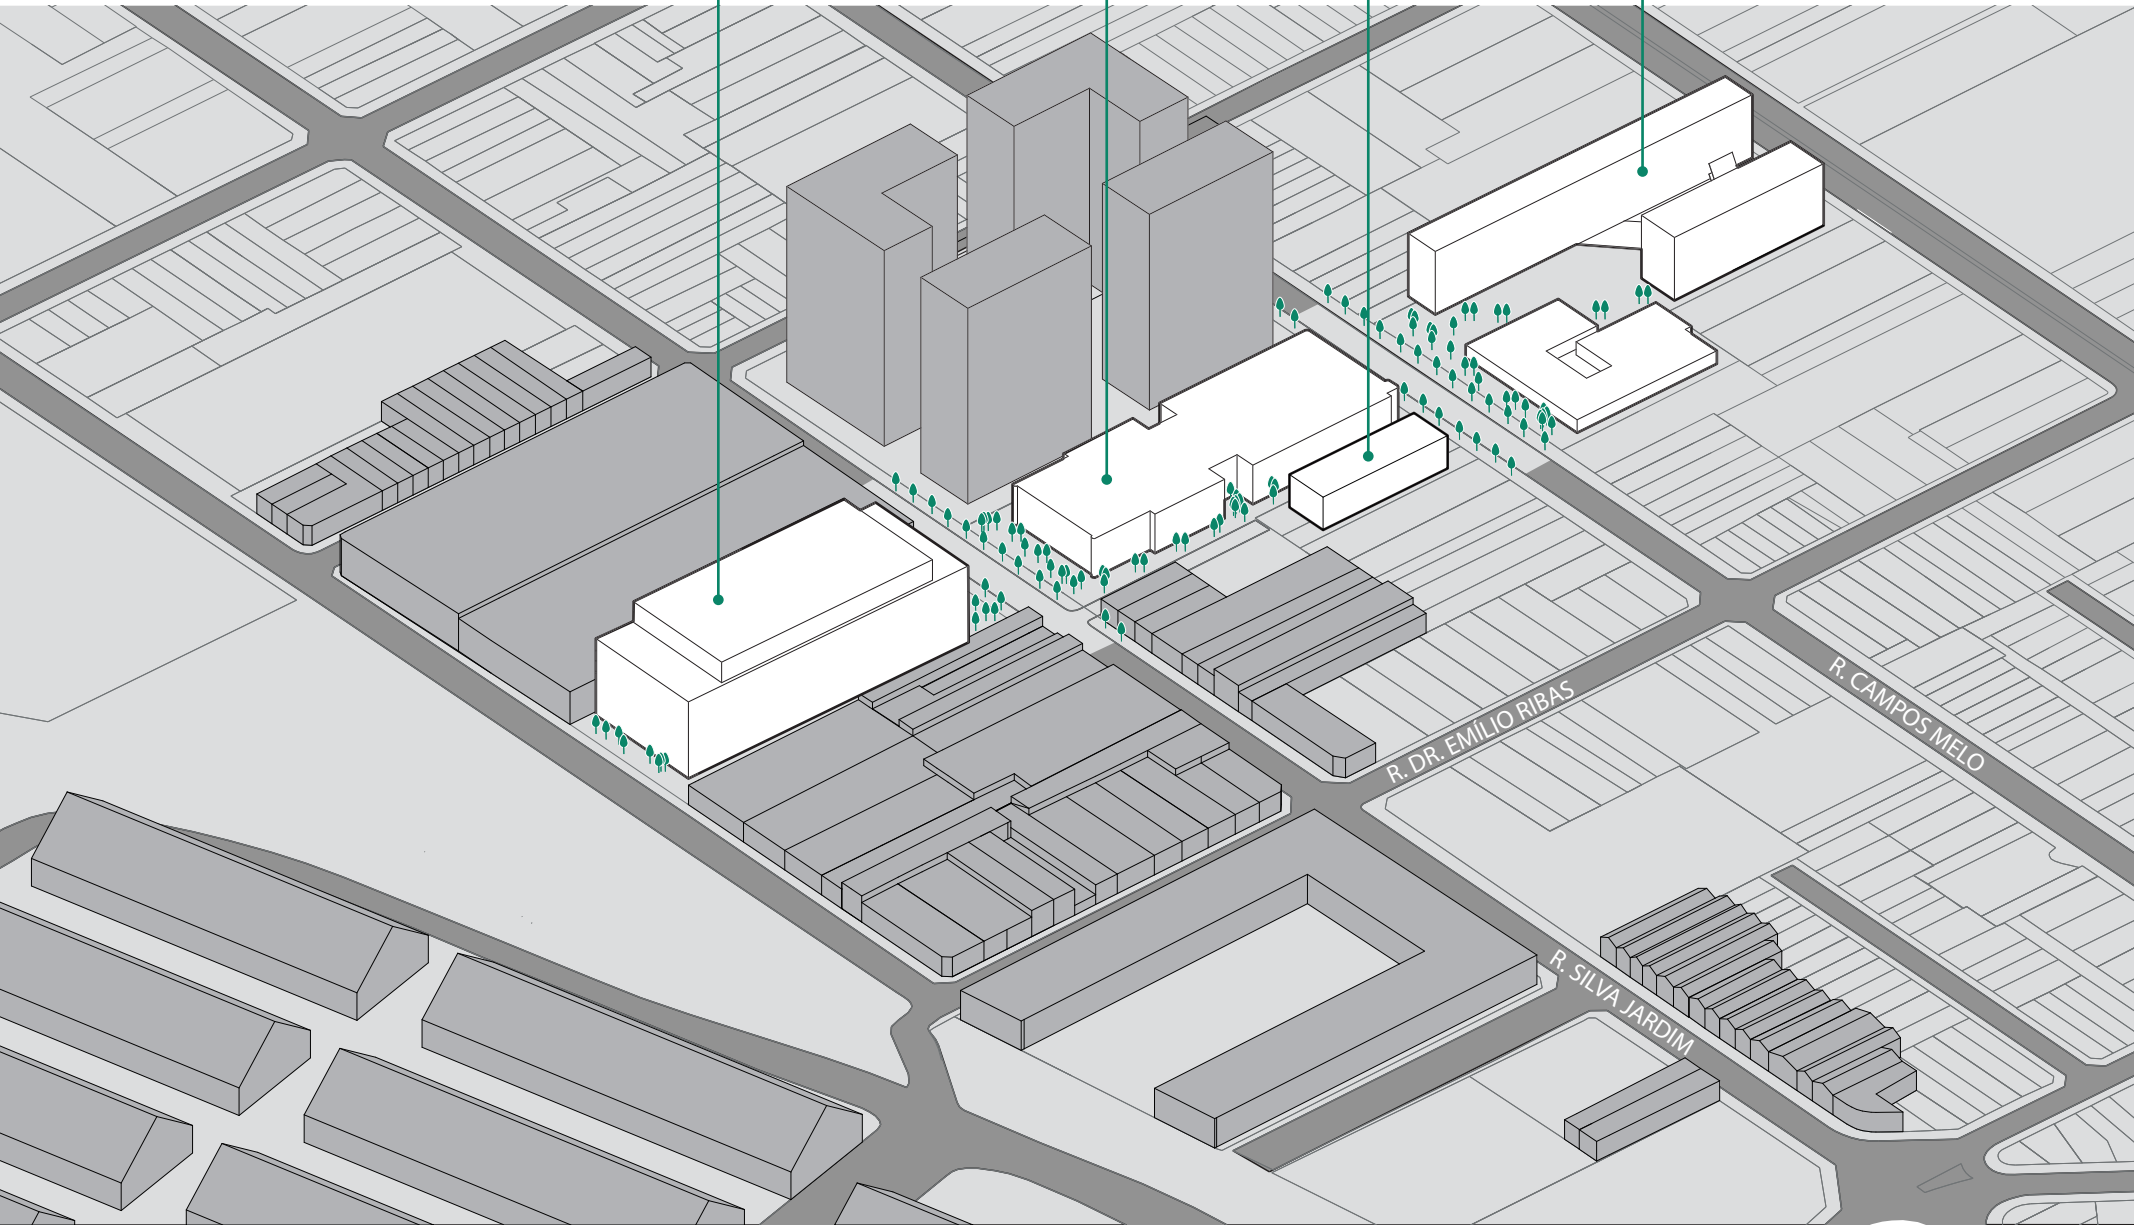 R. CAMPOS MELO
R. DR. EMÍLIO RIBAS
R. SILVA JARDIM